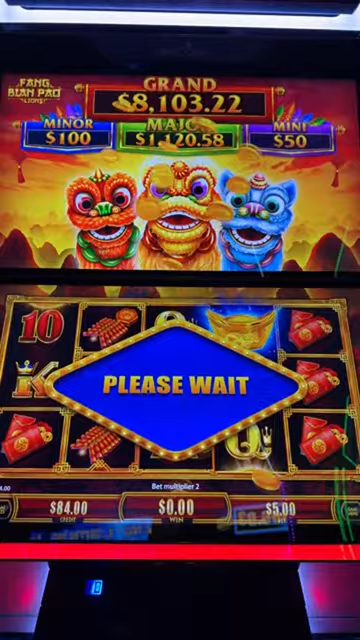 FANG
BIAN PAO
LIONS
GRAND
$8,103.22
MINOR
MAJOR
MINI
$100
$1,120.58
$50
10
K
PLEASE WAIT
Q
Bet multiplier 2
$84.00
$0.00
$5.00
CREDIT
WIN